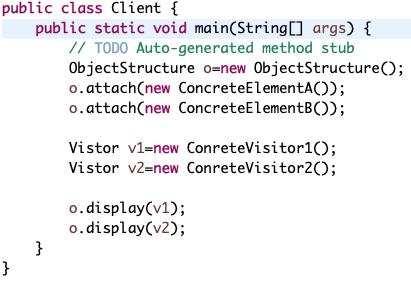 public class Client {
    public static void main(String[] args) {
        // TODO Auto-generated method stub
        ObjectStructure o=new ObjectStructure();
        o.attach(new ConcreteElementA());
        o.attach(new ConcreteElementB());

        Vistor v1=new ConreteVisitor1();
        Vistor v2=new ConreteVisitor2();

        o.display(v1);
        o.display(v2);
    }
}